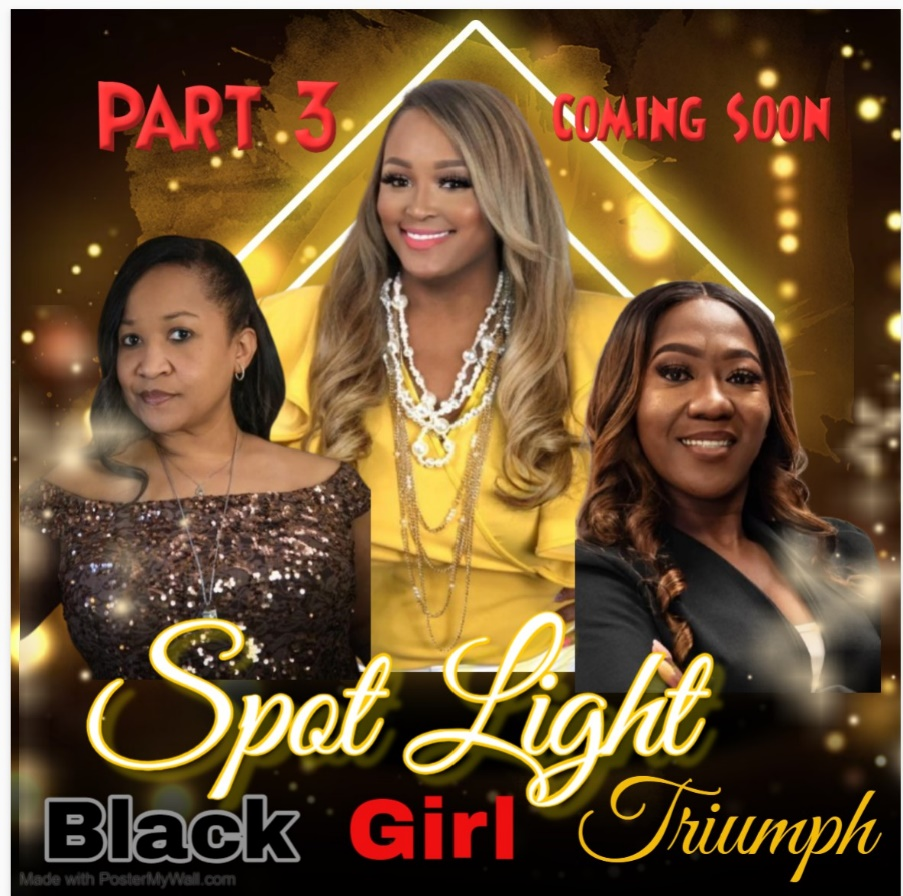 PART 3
COMING SOON
Spot Light
Black Girl Triumph
Made with PosterMyWall.com